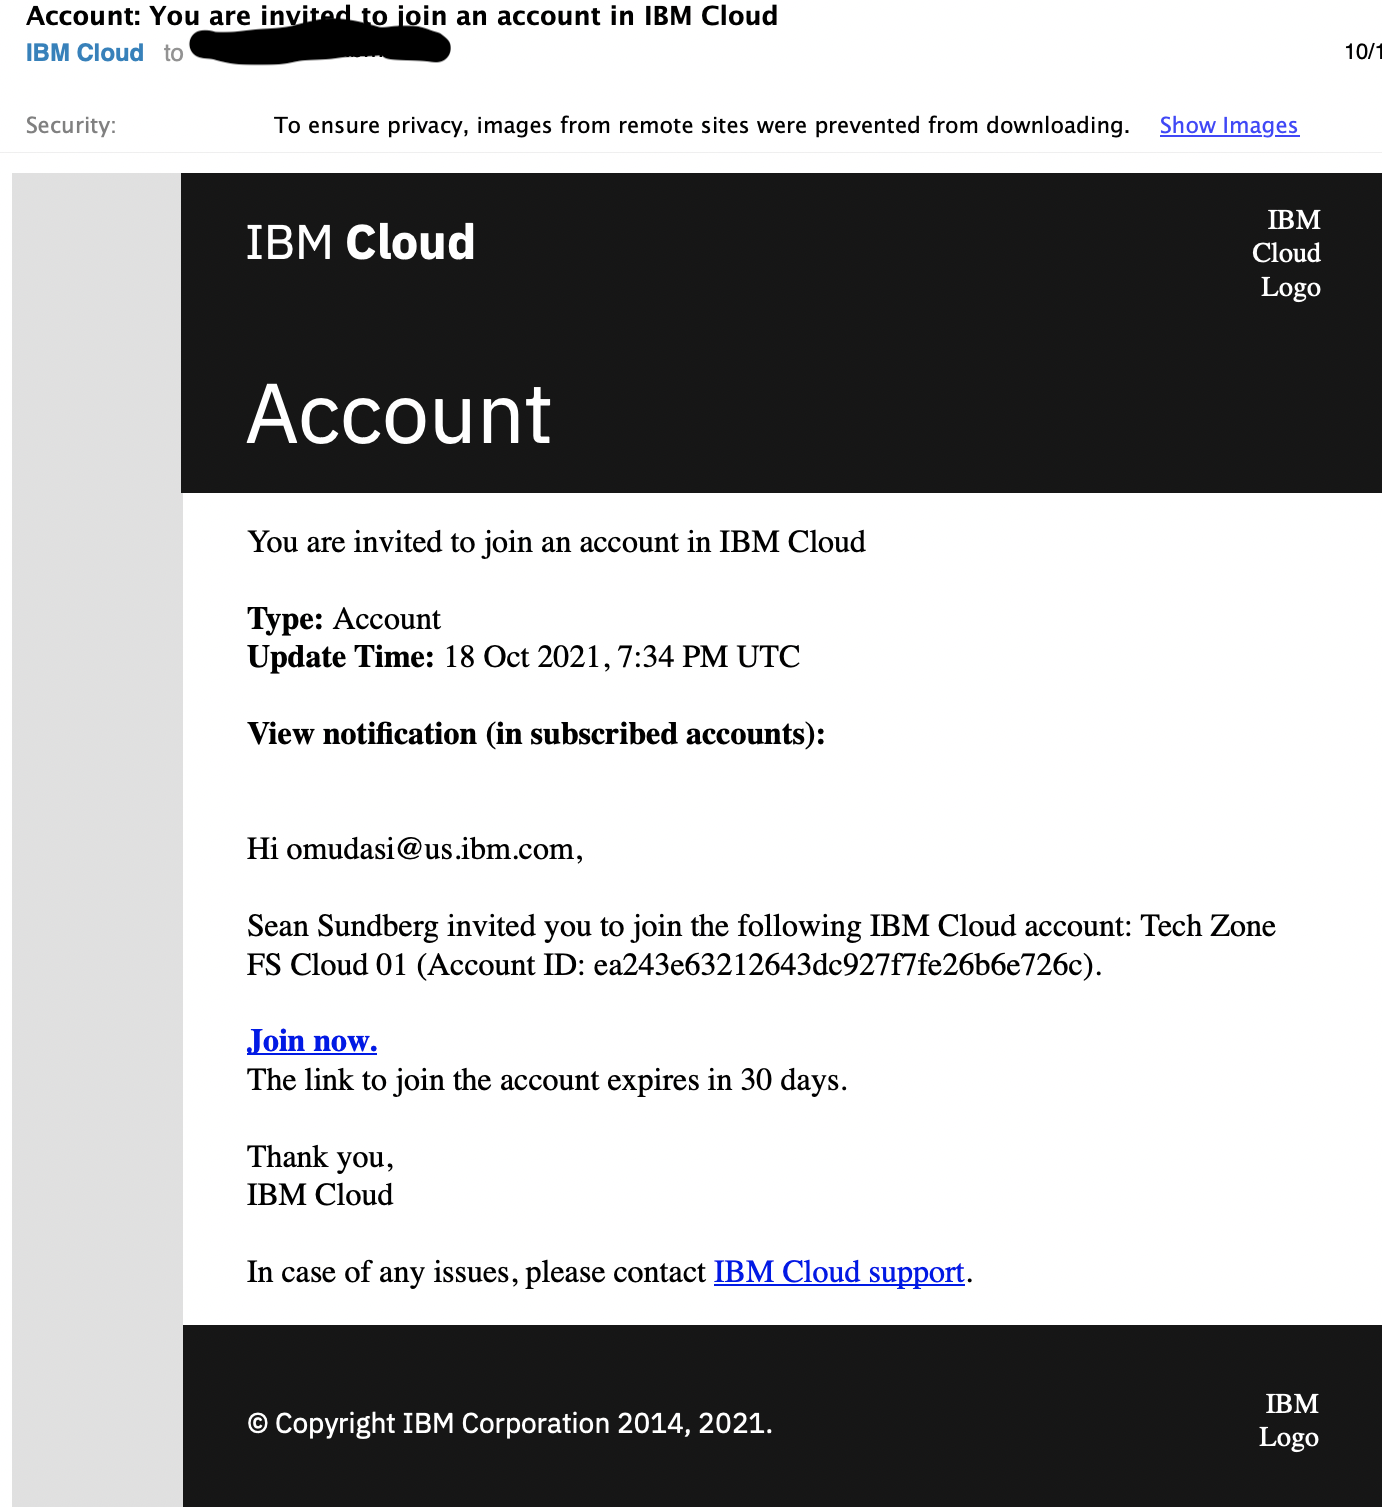 Account: You are invited to join an account in IBM Cloud
IBM Cloud to
10/1
Security: To ensure privacy, images from remote sites were prevented from downloading. Show Images
IBM Cloud
IBM
Cloud
Logo
Account
You are invited to join an account in IBM Cloud
Type: Account
Update Time: 18 Oct 2021, 7:34 PM UTC
View notification (in subscribed accounts):
Hi omudasi@us.ibm.com,
Sean Sundberg invited you to join the following IBM Cloud account: Tech Zone
FS Cloud 01 (Account ID: ea243e63212643dc927f7fe26b6e726c).
Join now.
The link to join the account expires in 30 days.
Thank you,
IBM Cloud
In case of any issues, please contact IBM Cloud support.
© Copyright IBM Corporation 2014, 2021.
IBM
Logo